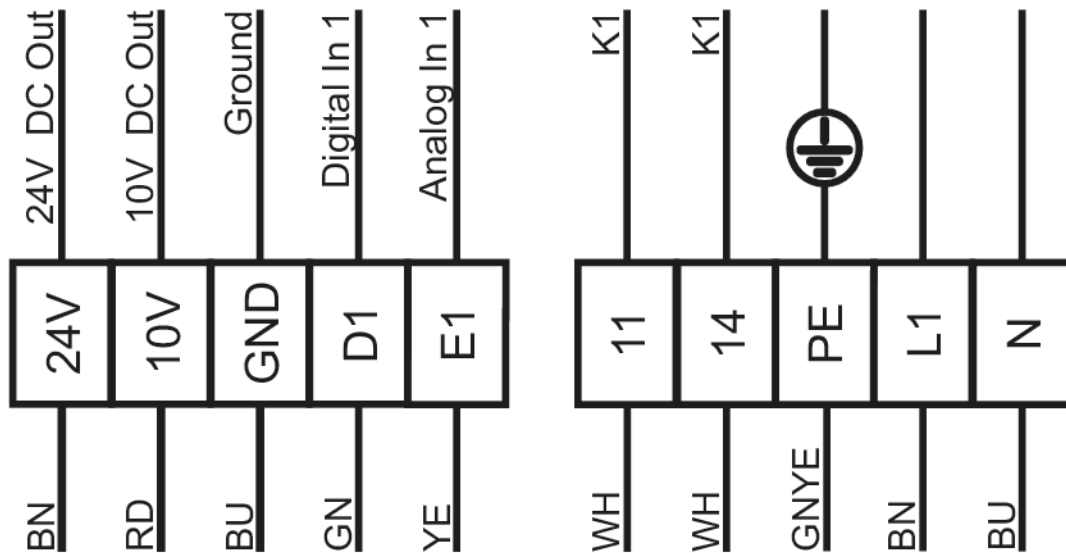 24V DC Out
10V DC Out
Ground
Digital In 1
Analog In 1
K1
K1
24V
10V
GND
D1
E1
11
14
PE
L1
N
BN
RD
BU
GN
YE
WH
WH
GNYE
BN
BU